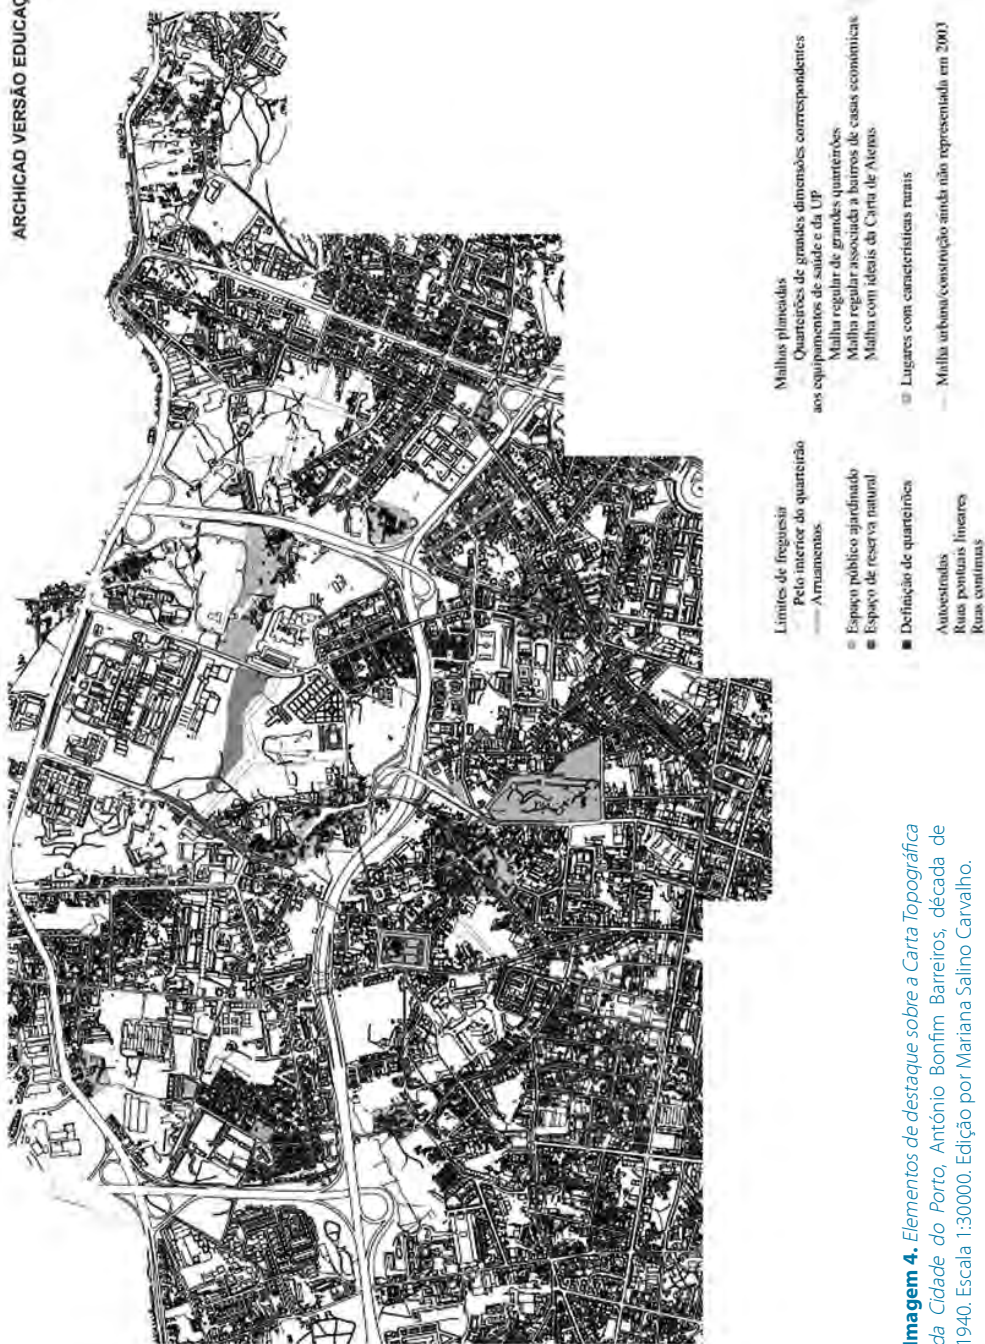 ARCHICAD VERSÃO EDUCAÇ
Limites de freguesia
Pelo interior do quarteirão
Arruamentos
Espaço público ajardinado
Espaço de reserva natural
Definição de quarteirões
Autoestradas
Ruas pontuais lineares
Ruas contínuas
Malhas planeadas
Quarteirões de grandes dimensões correspondentes
aos equipamentos de saúde e da UP
Malha regular de grandes quarteirões
Malha regular associada a bairros de casas económicas
Malha com ideais da Carta de Atenas
Lugares com características rurais
Malha urbana/construção ainda não representada em 2003
Imagem 4. Elementos de destaque sobre a Carta Topográfica
da Cidade do Porto, António Bonfim Barreiros, década de
1940. Escala 1:30000. Edição por Mariana Salino Carvalho.